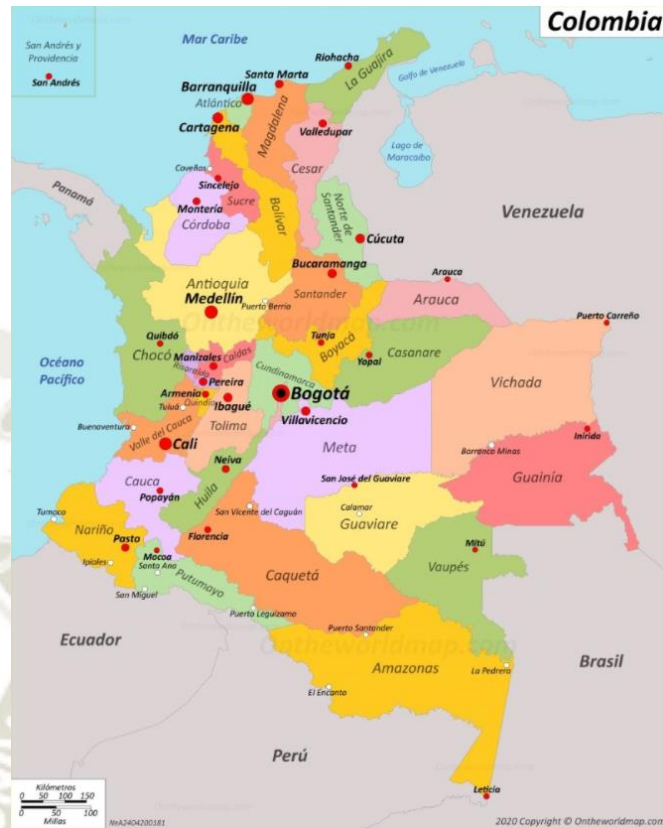 Colombia
San Andrés y
Providencia
San Andrés
Mar Caribe
Riohacha
La Guajira
Golfo de Venezuela
Santa Marta
Barranquilla
Atlántico
Cartagena
Magdalena
Valledupar
Cesar
Lago de
Maracaibo
Coveñas
Sincelejo
Sucre
Montería
Córdoba
Bolívar
Norte de
Santander
Cúcuta
Panamá
Venezuela
Bucaramanga
Antioquia
Santander
Medellín
Puerto Berrío
Arauca
Arauca
Puerto Carreño
Ontheworldmap.com
Quibdó
Chocó
Tunja
Boyacá
Yopal
Casanare
Océano
Pacífico
Manizales
Caldas
Risaralda
Pereira
Cundinamarca
Vichada
Armenia
Quindío
Ibagué
Bogotá
Tuluá
Villavicencio
Buenaventura
Valle del Cauca
Tolima
Cali
Meta
Inírida
Barranco Minas
Neiva
Guainía
Cauca
Popayán
Huila
San José del Guaviare
San Vicente del Caguán
Calamar
Guaviare
Tumaco
Nariño
Pasto
Florencia
Mocoa
Santa Ana
Mitú
Vaupés
Ipiales
San Miguel
Putumayo
Caquetá
Puerto Leguízamo
Puerto Santander
Ecuador
Ontheworldmap.com
Amazonas
La Pedrera
Brasil
El Encanto
Perú
Leticia
Kilómetros
0 50 100 150
0 50 100
Millas
NrA2404200381
2020 Copyright © Ontheworldmap.com